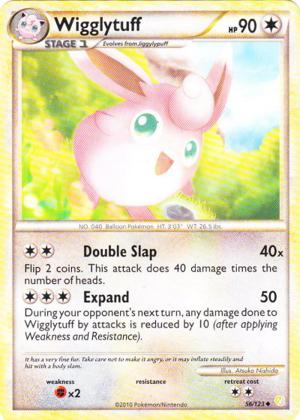 Wigglytuff HP 90
STAGE 1 Evolves from Jigglypuff
NO. 040 Balloon Pokémon HT. 3'03" WT. 26.5 lbs.
Double Slap 40x
Flip 2 coins. This attack does 40 damage times the
number of heads.
Expand 50
During your opponent's next turn, any damage done to
Wigglytuff by attacks is reduced by 10 (after applying
Weakness and Resistance).
It has a very fine fur. Take care not to make it angry, or it may inflate steadily
and hit with a body slam.
Illus. Atsuko Nishida
weakness resistance retreat cost
x2
©2010 Pokémon/Nintendo 56/123